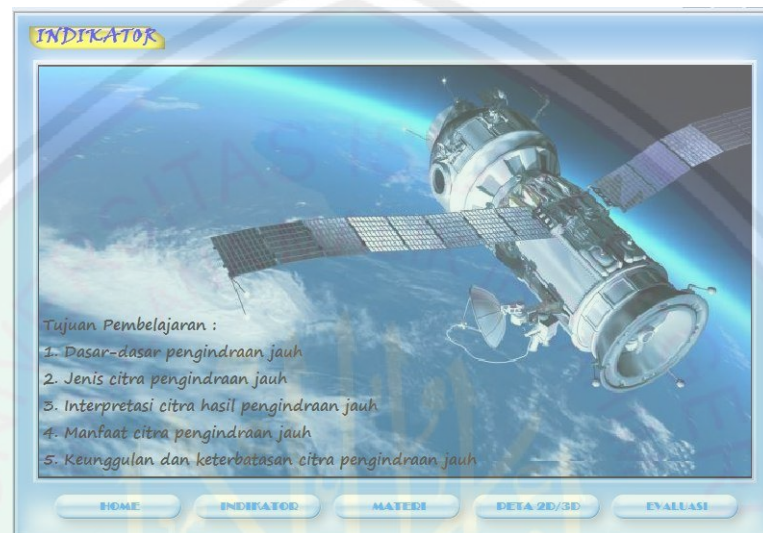 INDIKATOR
Tujuan Pembelajaran :
1. Dasar-dasar pengindraan jauh
2. Jenis citra pengindraan jauh
3. Interpretasi citra hasil pengindraan jauh
4. Manfaat citra pengindraan jauh
5. Keunggulan dan keterbatasan citra pengindraan jauh
HOME INDIKATOR MATERI PETA 2D/3D EVALUASI